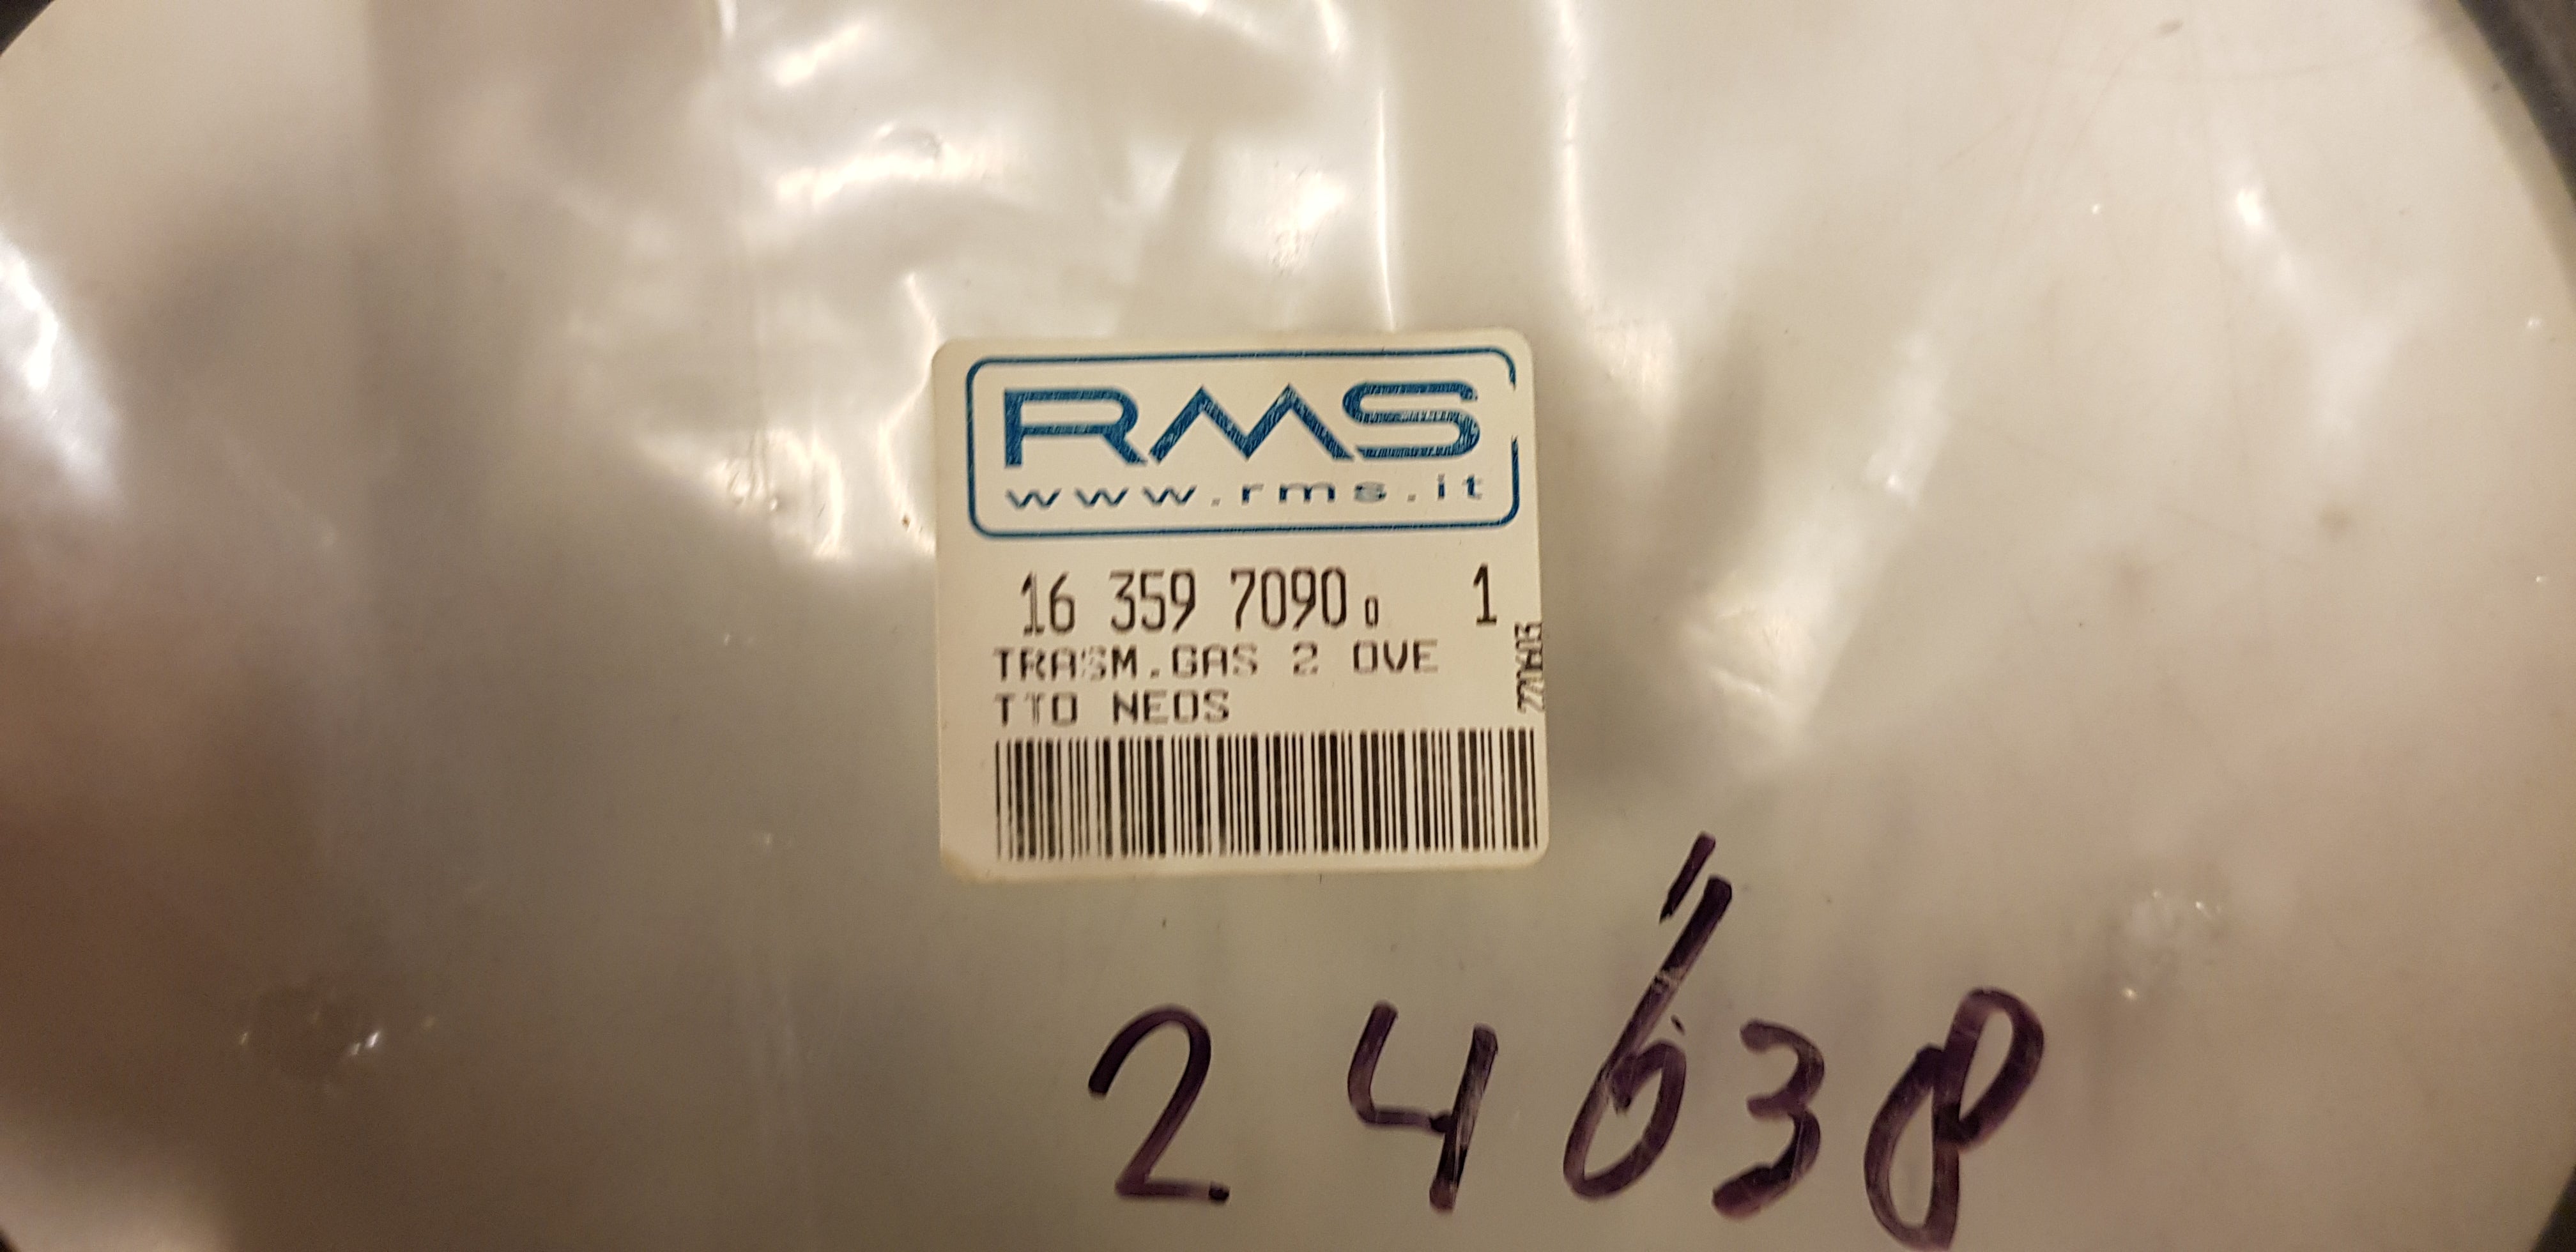 RMS
www.rms.it
16 359 7090 0 1
TRASM.GAS 2 OVE
TTO NEOS
24638